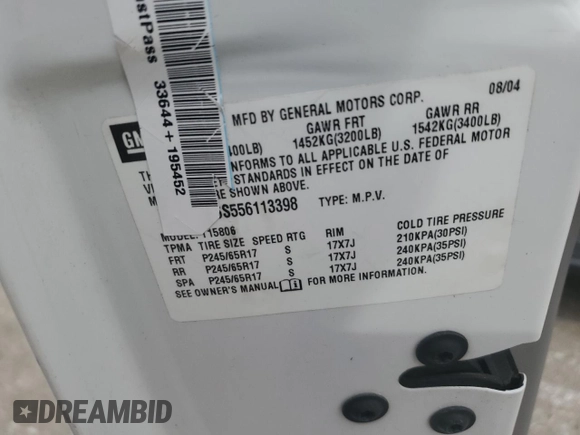 stPass
33644 + 195452
GM
MFD BY GENERAL MOTORS CORP. 08/04
GAWR FRT GAWR RR
1452KG(3200LB) 1542KG(3400LB)
NFORMS TO ALL APPLICABLE U.S. FEDERAL MOTOR
STANDARDS IN EFFECT ON THE DATE OF
SHOWN ABOVE.
S556113398 TYPE: M.P.V.
MODEL: T15806
TPMA TIRE SIZE SPEED RTG RIM COLD TIRE PRESSURE
FRT P245/65R17 S 17X7J 210KPA(30PSI)
RR P245/65R17 S 17X7J 240KPA(35PSI)
SPA P245/65R17 S 17X7J 240KPA(35PSI)
SEE OWNER'S MANUAL FOR MORE INFORMATION.
DREAMBID